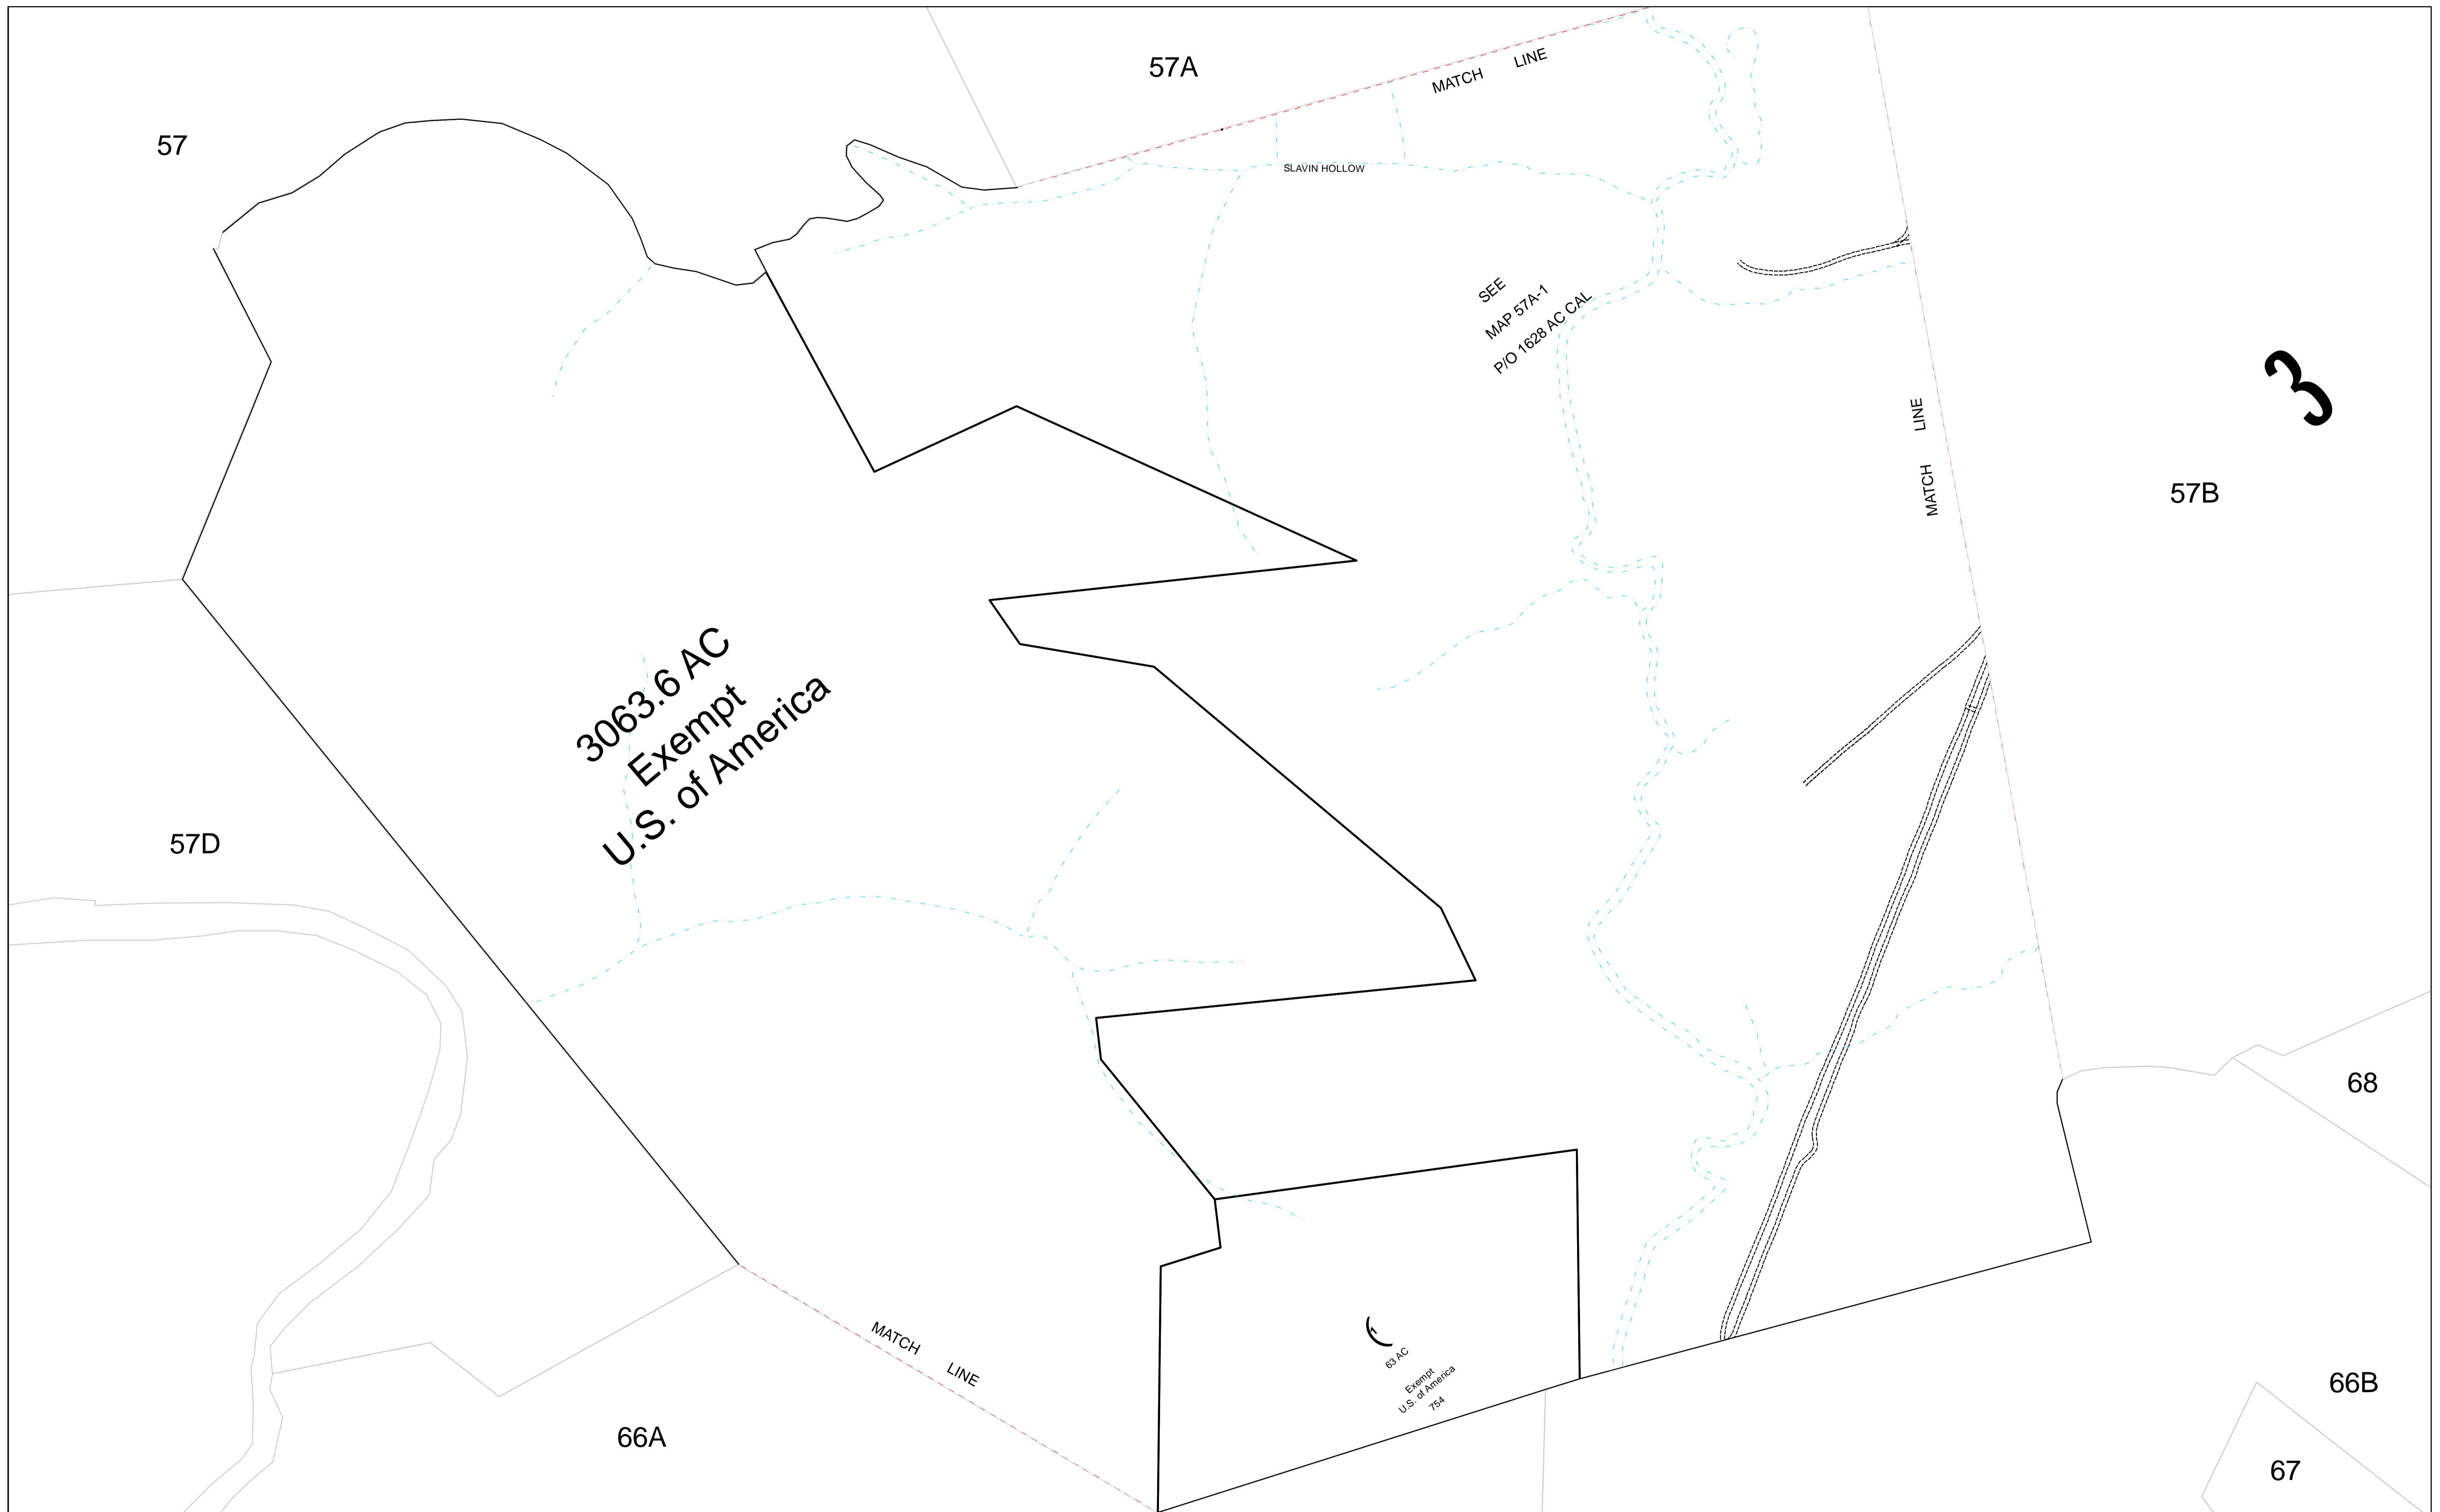 57A
MATCH LINE
57
SLAVIN HOLLOW
SEE
MAP 57A-1
P/O 1628 AC CAL
3
MATCH LINE
57B
3063.6 AC
Exempt
U.S. of America
57D
68
MATCH LINE
1
63 AC
Exempt
U.S. of America
754
66B
66A
67